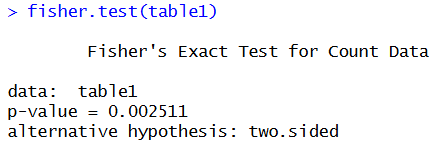 > fisher.test(table1)
Fisher's Exact Test for Count Data
data:  table1
p-value = 0.002511
alternative hypothesis: two.sided